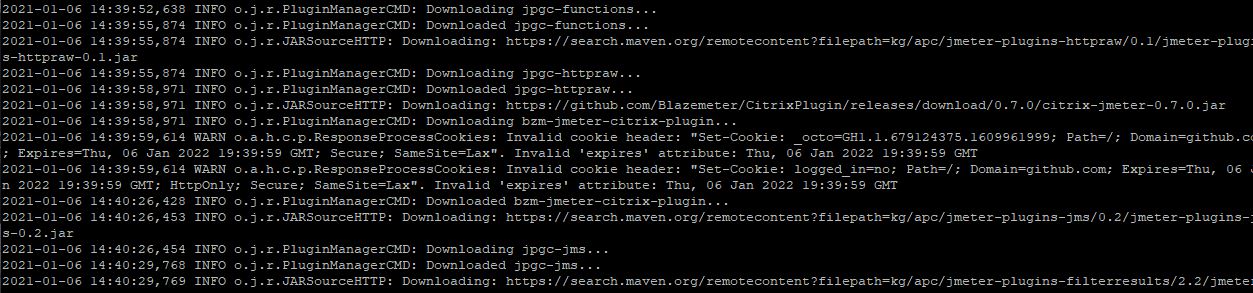 2021-01-06 14:39:52,638 INFO o.j.r.PluginManagerCMD: Downloading jpgc-functions...
2021-01-06 14:39:55,874 INFO o.j.r.PluginManagerCMD: Downloaded jpgc-functions...
2021-01-06 14:39:55,874 INFO o.j.r.JARSourceHTTP: Downloading: https://search.maven.org/remotecontent?filepath=kg/apc/jmeter-plugins-httpraw/0.1/jmeter-plugi
s-httpraw-0.1.jar
2021-01-06 14:39:55,874 INFO o.j.r.PluginManagerCMD: Downloading jpgc-httpraw...
2021-01-06 14:39:58,971 INFO o.j.r.PluginManagerCMD: Downloaded jpgc-httpraw...
2021-01-06 14:39:58,971 INFO o.j.r.JARSourceHTTP: Downloading: https://github.com/Blazemeter/CitrixPlugin/releases/download/0.7.0/citrix-jmeter-0.7.0.jar
2021-01-06 14:39:58,971 INFO o.j.r.PluginManagerCMD: Downloading bzm-jmeter-citrix-plugin...
2021-01-06 14:39:59,614 WARN o.a.h.c.p.ResponseProcessCookies: Invalid cookie header: "Set-Cookie: _octo=GH1.1.679124375.1609961999; Path=/; Domain=github.co
; Expires=Thu, 06 Jan 2022 19:39:59 GMT; Secure; SameSite=Lax". Invalid 'expires' attribute: Thu, 06 Jan 2022 19:39:59 GMT
2021-01-06 14:39:59,614 WARN o.a.h.c.p.ResponseProcessCookies: Invalid cookie header: "Set-Cookie: logged_in=no; Path=/; Domain=github.com; Expires=Thu, 06 J
n 2022 19:39:59 GMT; HttpOnly; Secure; SameSite=Lax". Invalid 'expires' attribute: Thu, 06 Jan 2022 19:39:59 GMT
2021-01-06 14:40:26,428 INFO o.j.r.PluginManagerCMD: Downloaded bzm-jmeter-citrix-plugin...
2021-01-06 14:40:26,453 INFO o.j.r.JARSourceHTTP: Downloading: https://search.maven.org/remotecontent?filepath=kg/apc/jmeter-plugins-jms/0.2/jmeter-plugins-j
s-0.2.jar
2021-01-06 14:40:26,454 INFO o.j.r.PluginManagerCMD: Downloading jpgc-jms...
2021-01-06 14:40:29,768 INFO o.j.r.PluginManagerCMD: Downloaded jpgc-jms...
2021-01-06 14:40:29,769 INFO o.j.r.JARSourceHTTP: Downloading: https://search.maven.org/remotecontent?filepath=kg/apc/jmeter-plugins-filterresults/2.2/jmete